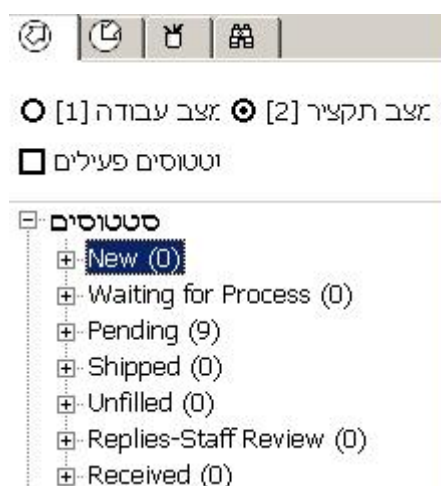 מצב עבודה [1] מצב תקציר [2]
סטטוסים פעילים
סטטוסים
New (0)
Waiting for Process (0)
Pending (9)
Shipped (0)
Unfilled (0)
Replies-Staff Review (0)
Received (0)